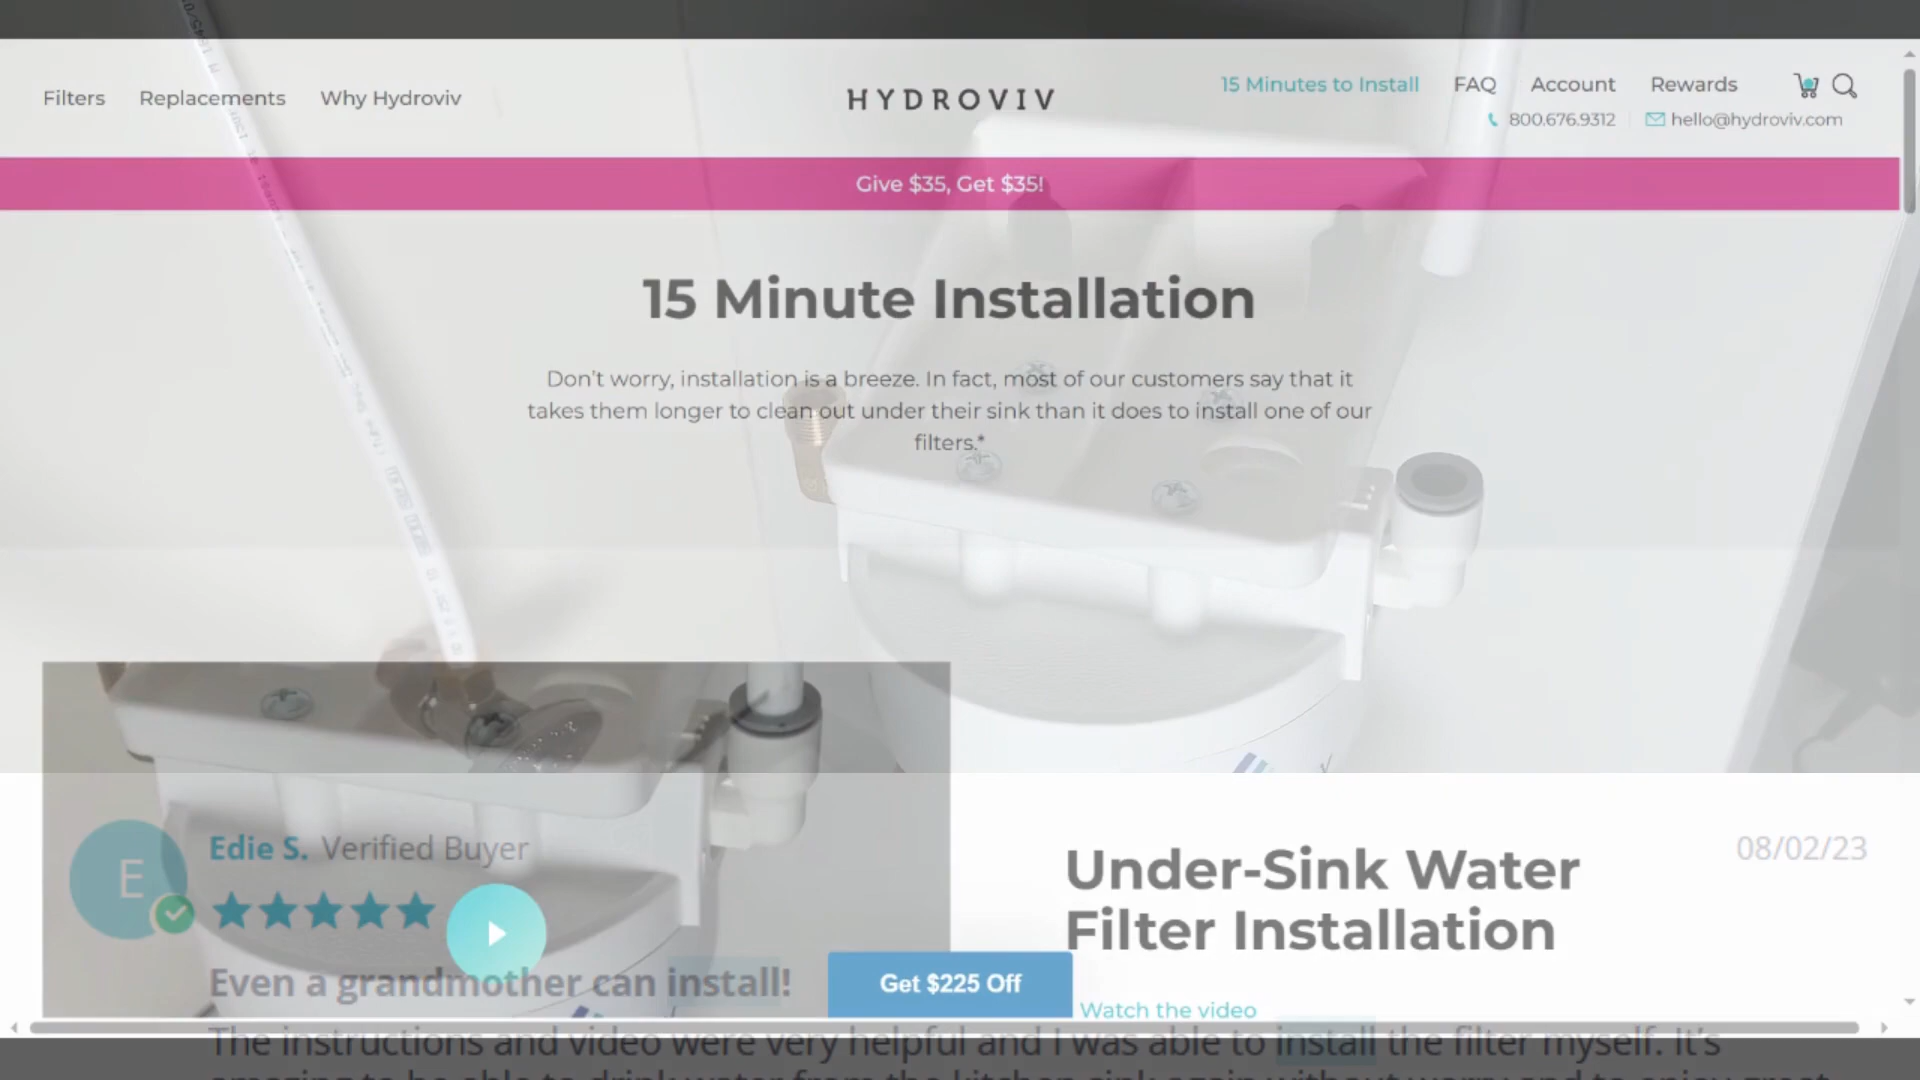 Filters Replacements Why Hydroviv
HYDROVIV
15 Minutes to Install FAQ Account Rewards
800.676.9312 hello@hydroviv.com
Give $35, Get $35!
15 Minute Installation
Don't worry, installation is a breeze. In fact, most of our customers say that it
takes them longer to clean out under their sink than it does to install one of our
filters.*
E
Edie S. Verified Buyer
08/02/23
Even a grandmother can install!
Under-Sink Water
Filter Installation
Get $225 Off
Watch the video
The instructions and video were very helpful and I was able to install the filter myself. It's